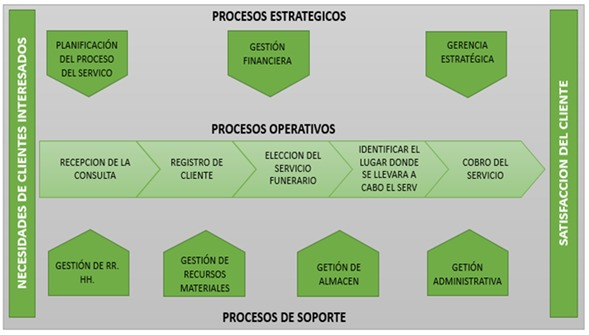 PROCESOS ESTRATEGICOS
NECESIDADES DE CLIENTES INTERESADOS
PLANIFICACIÓN
DEL PROCESO
DEL SERVICO
GESTIÓN
FINANCIERA
GERENCIA
ESTRATÉGICA
PROCESOS OPERATIVOS
RECEPCION DE LA
CONSULTA
REGISTRO DE
CLIENTE
ELECCION DEL
SERVICIO
FUNERARIO
IDENTIFICAR EL
LUGAR DONDE
SE LLEVARA A
CABO EL SERV
COBRO DEL
SERVICIO
GESTIÓN DE RR.
HH.
GESTIÓN DE
RECURSOS
MATERIALES
GETIÓN DE
ALMACEN
GETIÓN
ADMINISTRATIVA
PROCESOS DE SOPORTE
SATISFACCION DEL CLIENTE